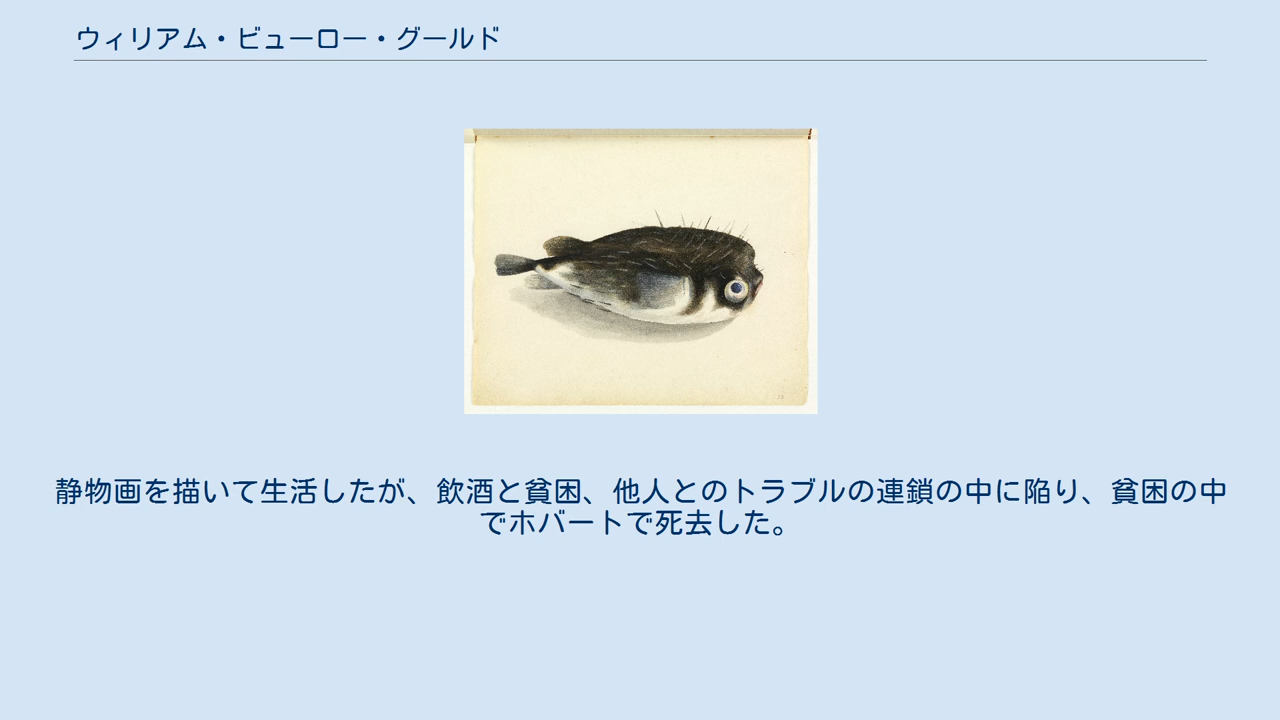 ウィリアム・ビューロー・グールド
静物画を描いて生活したが、飲酒と貧困、他人とのトラブルの連鎖の中に陥り、貧困の中
でホバートで死去した。